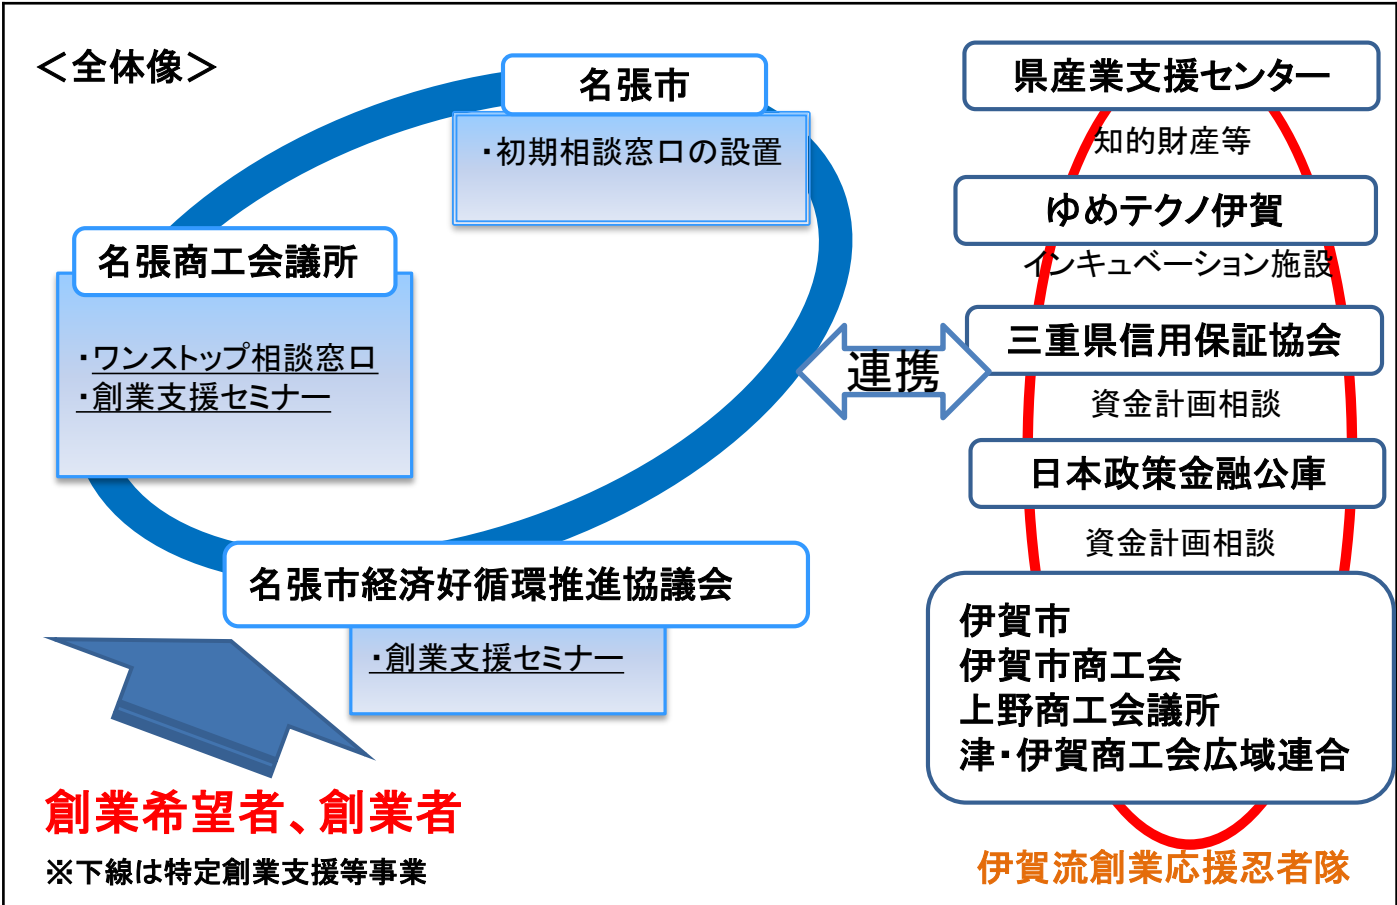 ＜全体像＞
名張市
・初期相談窓口の設置
名張商工会議所
・ワンストップ相談窓口
・創業支援セミナー
名張市経済好循環推進協議会
・創業支援セミナー
創業希望者、創業者
※下線は特定創業支援等事業
連携
県産業支援センター
知的財産等
ゆめテクノ伊賀
インキュベーション施設
三重県信用保証協会
資金計画相談
日本政策金融公庫
資金計画相談
伊賀市
伊賀市商工会
上野商工会議所
津・伊賀商工会広域連合
伊賀流創業応援忍者隊